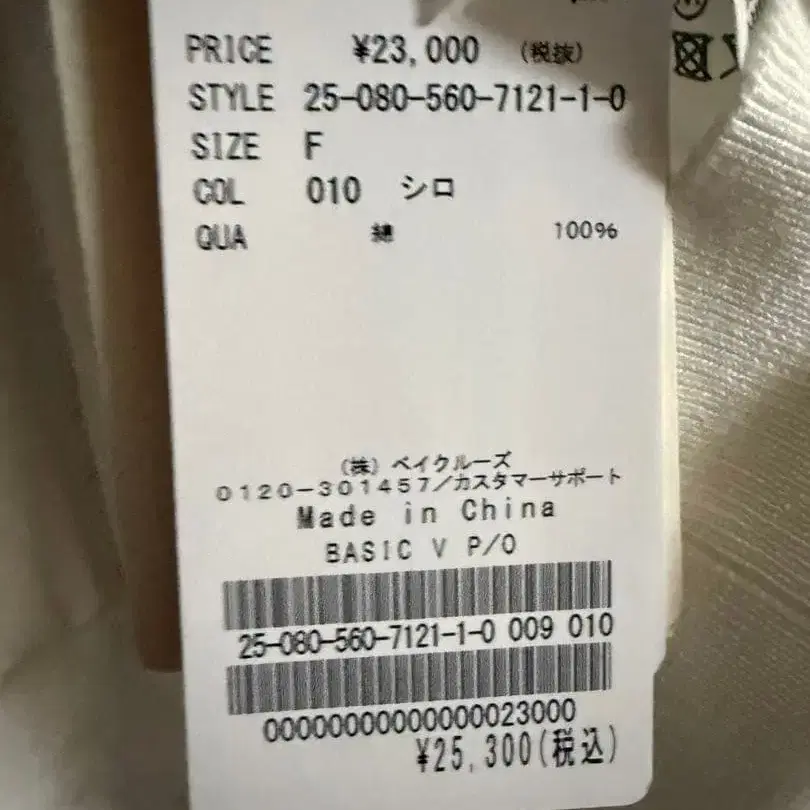 PRICE ¥23,000 (税抜)
STYLE 25-080-560-7121-1-0
SIZE F
COL 010 シロ
QUA 綿 100%
(株) ベイクルーズ
0120-301457/カスタマーサポート
Made in China
BASIC V P/O
25-080-560-7121-1-0 009 010
00000000000000023000
¥25,300(税込)